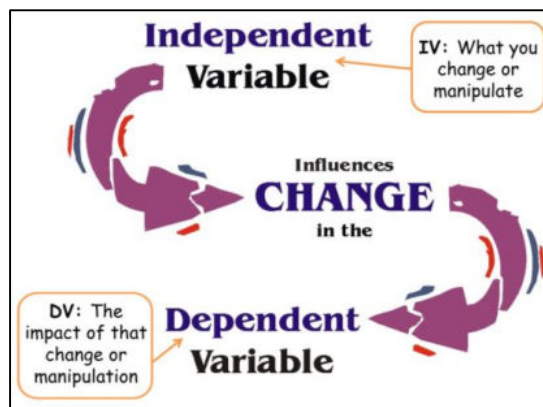 Independent
Variable
IV: What you
change or
manipulate
Influences
CHANGE
in the
DV: The
impact of that
change or
manipulation
Dependent
Variable